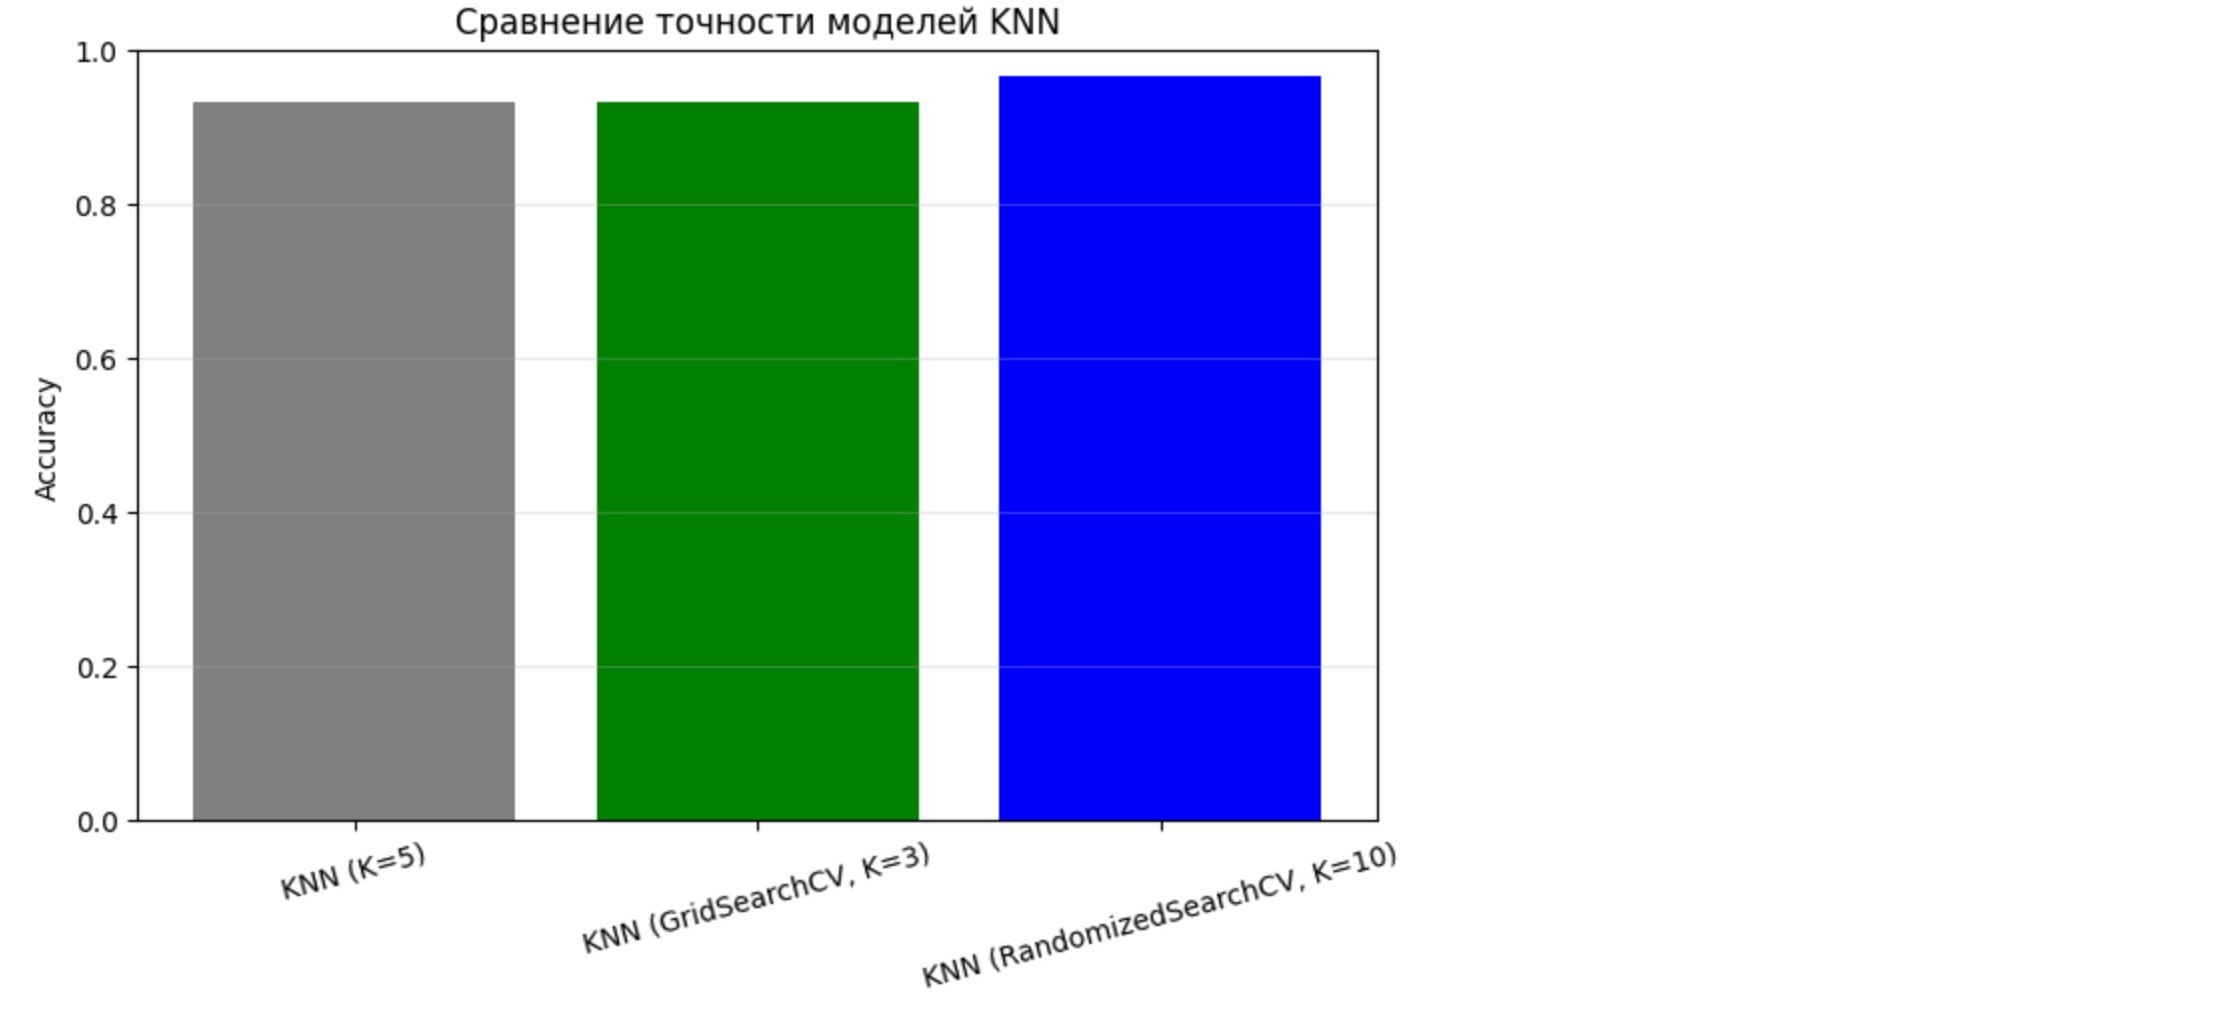 Сравнение точности моделей KNN
1.0
0.8
0.6
0.4
0.2
0.0
Accuracy
KNN (K=5)
KNN (GridSearchCV, K=3)
KNN (RandomizedSearchCV, K=10)